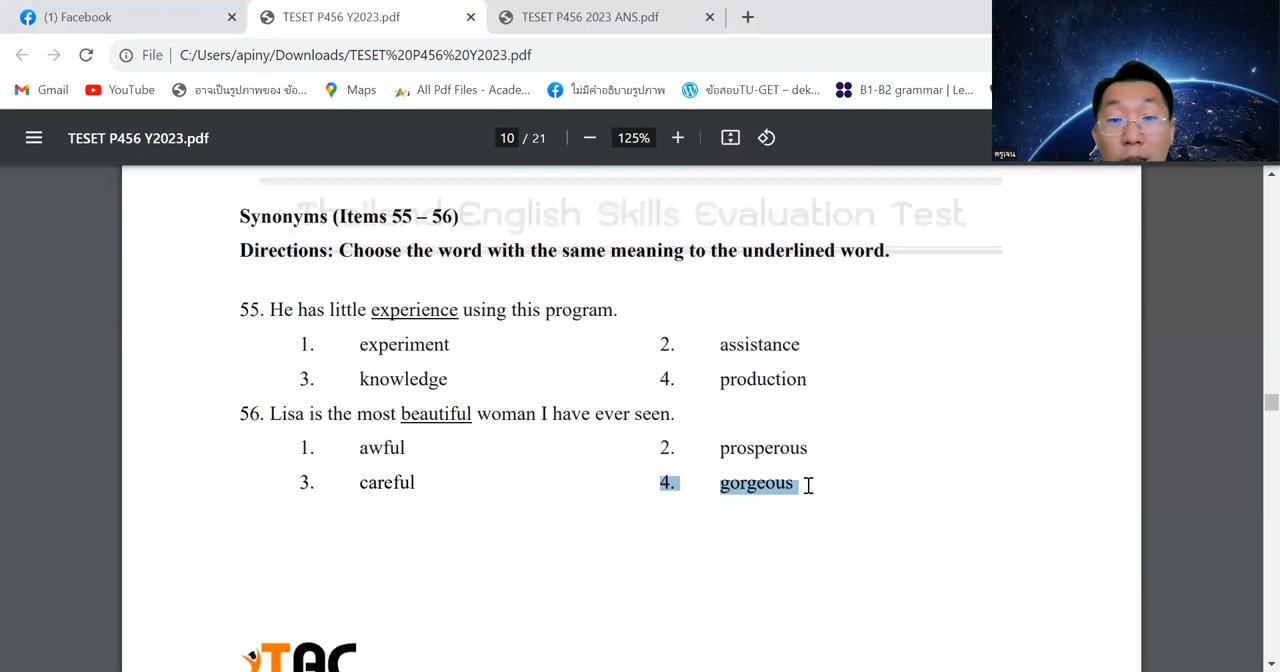 (1) Facebook
TESET P456 Y2023.pdf
TESET P456 2023 ANS.pdf
File
C:/Users/apiny/Downloads/TESET%20P456%20Y2023.pdf
Gmail
YouTube
อาจเป็นรูปภาพของ ข้อ...
Maps
All Pdf Files - Acade...
ไม่มีคำอธิบายรูปภาพ
ข้อสอบTU-GET – dek...
B1-B2 grammar | Le...
ครูเจน
TESET P456 Y2023.pdf
10 / 21
125%
Thailand English Skills Evaluation Test
Synonyms (Items 55 – 56)
Directions: Choose the word with the same meaning to the underlined word.
55. He has little experience using this program.
1. experiment 2. assistance
3. knowledge 4. production
56. Lisa is the most beautiful woman I have ever seen.
1. awful 2. prosperous
3. careful 4. gorgeous
TAC